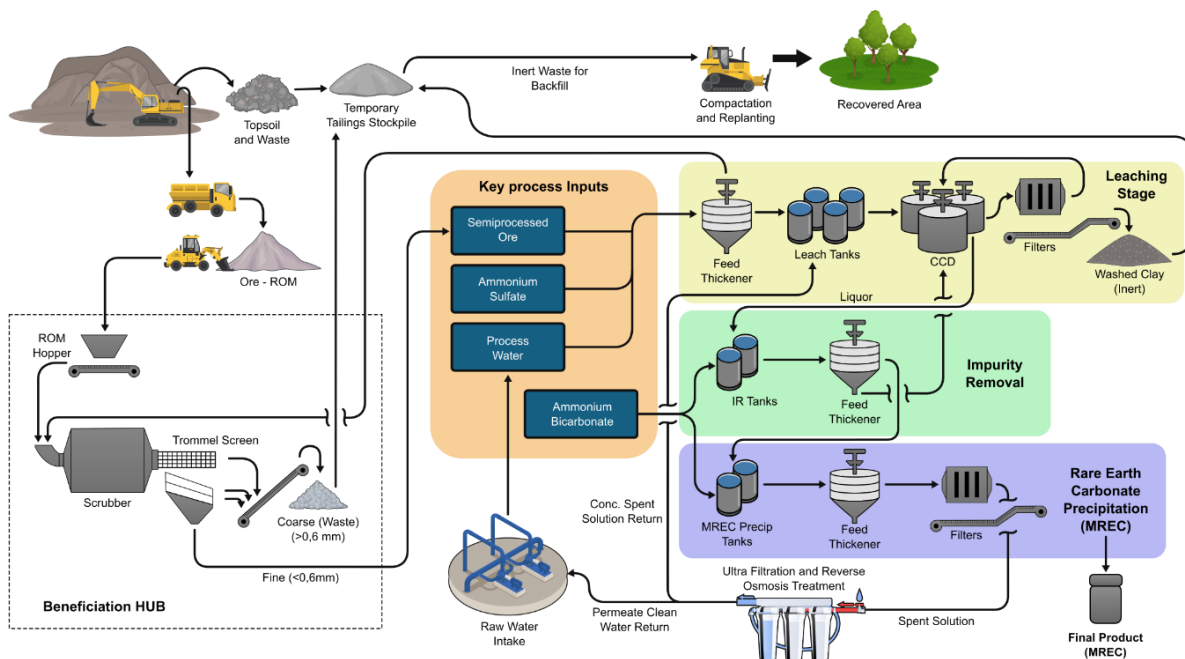 Inert Waste for
Backfill
Topsoil
and Waste
Temporary
Tailings Stockpile
Compactation
and Replanting
Recovered Area
Ore - ROM
Key process Inputs
Semiprocessed
Ore
Ammonium
Sulfate
Process
Water
Ammonium
Bicarbonate
Leaching
Stage
Feed
Thickener
Leach Tanks
CCD
Filters
Washed Clay
(Inert)
Liquor
Impurity
Removal
IR Tanks
Feed
Thickener
Rare Earth
Carbonate
Precipitation
(MREC)
MREC Precip
Tanks
Feed
Thickener
Filters
ROM
Hopper
Trommel Screen
Scrubber
Coarse (Waste)
(>0,6 mm)
Fine (<0,6mm)
Beneficiation HUB
Conc. Spent
Solution Return
Ultra Filtration and Reverse
Osmosis Treatment
Permeate Clean
Water Return
Spent Solution
Raw Water
Intake
Final Product
(MREC)